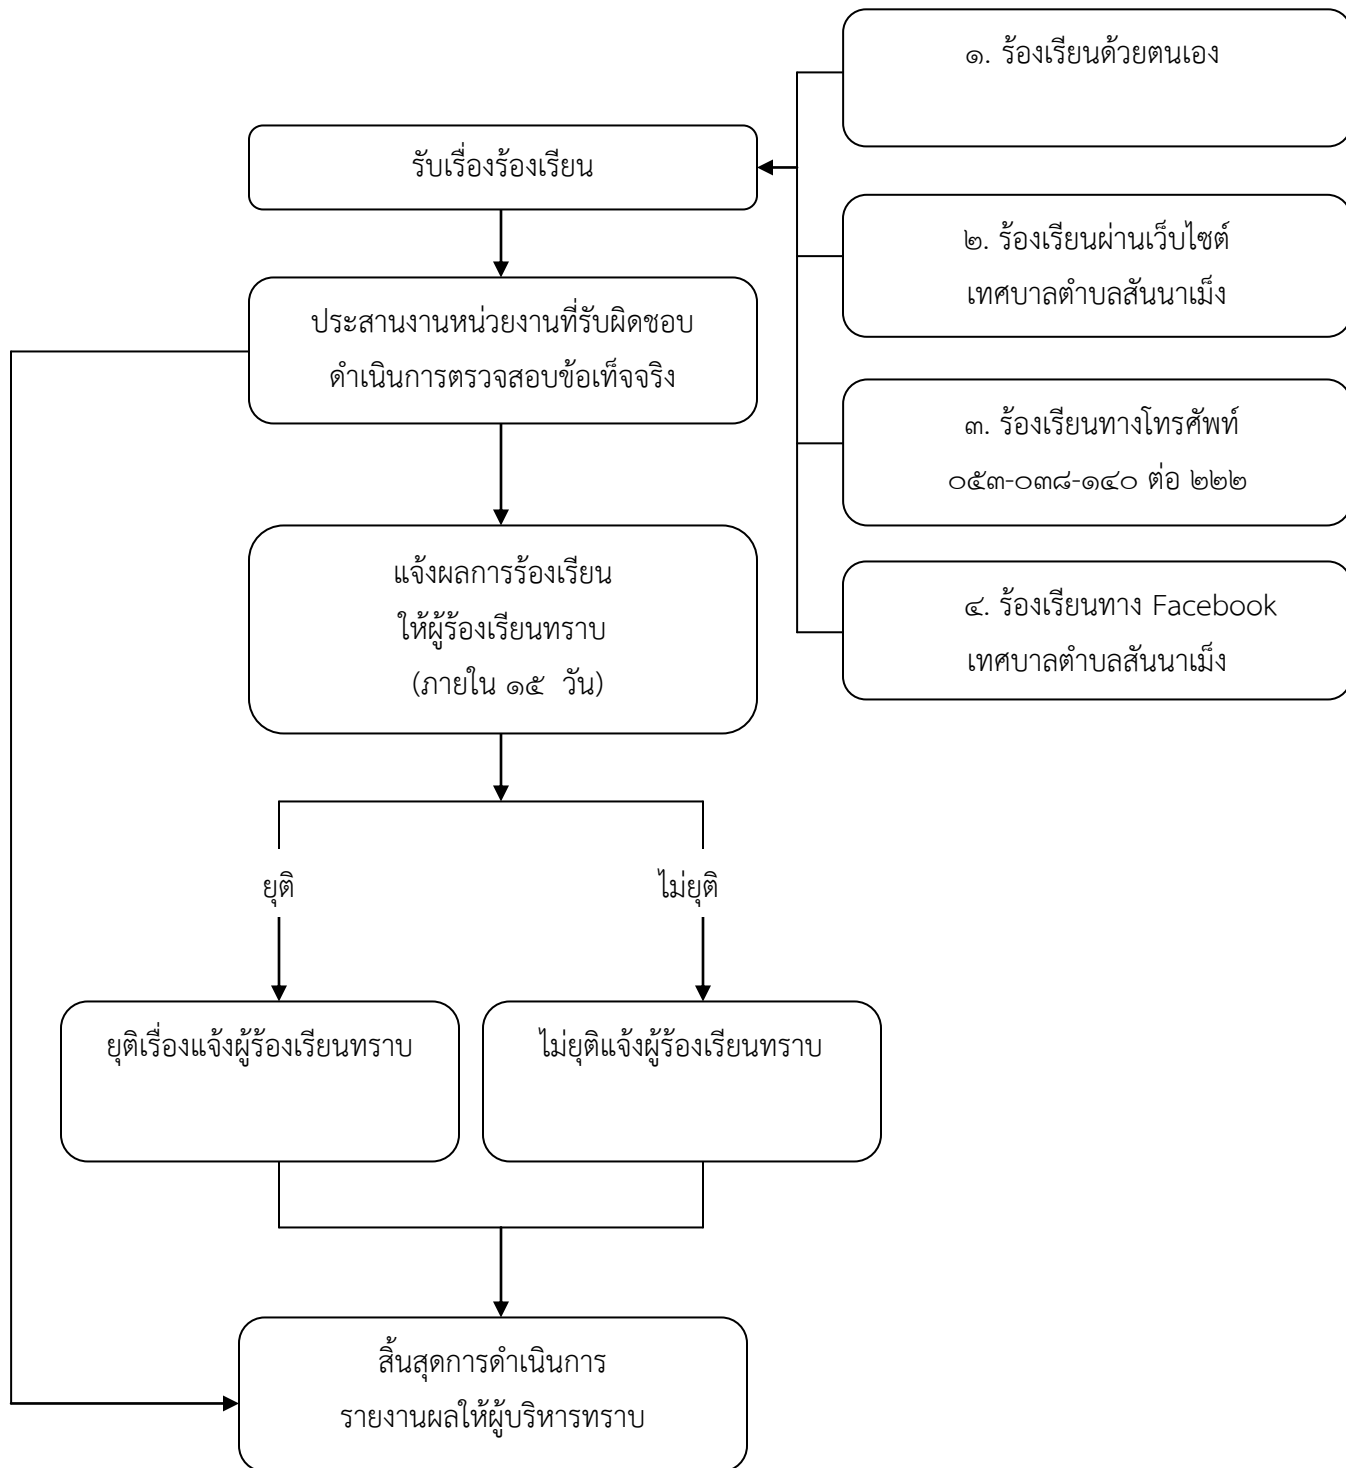 ๑. ร้องเรียนด้วยตนเอง
รับเรื่องร้องเรียน
๒. ร้องเรียนผ่านเว็บไซต์
เทศบาลตำบลสันนาเม็ง
ประสานงานหน่วยงานที่รับผิดชอบ
ดำเนินการตรวจสอบข้อเท็จจริง
๓. ร้องเรียนทางโทรศัพท์
๐๕๓-๐๓๘-๑๔๐ ต่อ ๒๒๒
แจ้งผลการร้องเรียน
ให้ผู้ร้องเรียนทราบ
(ภายใน ๑๕ วัน)
๔. ร้องเรียนทาง Facebook
เทศบาลตำบลสันนาเม็ง
ยุติ
ไม่ยุติ
ยุติเรื่องแจ้งผู้ร้องเรียนทราบ
ไม่ยุติแจ้งผู้ร้องเรียนทราบ
สิ้นสุดการดำเนินการ
รายงานผลให้ผู้บริหารทราบ